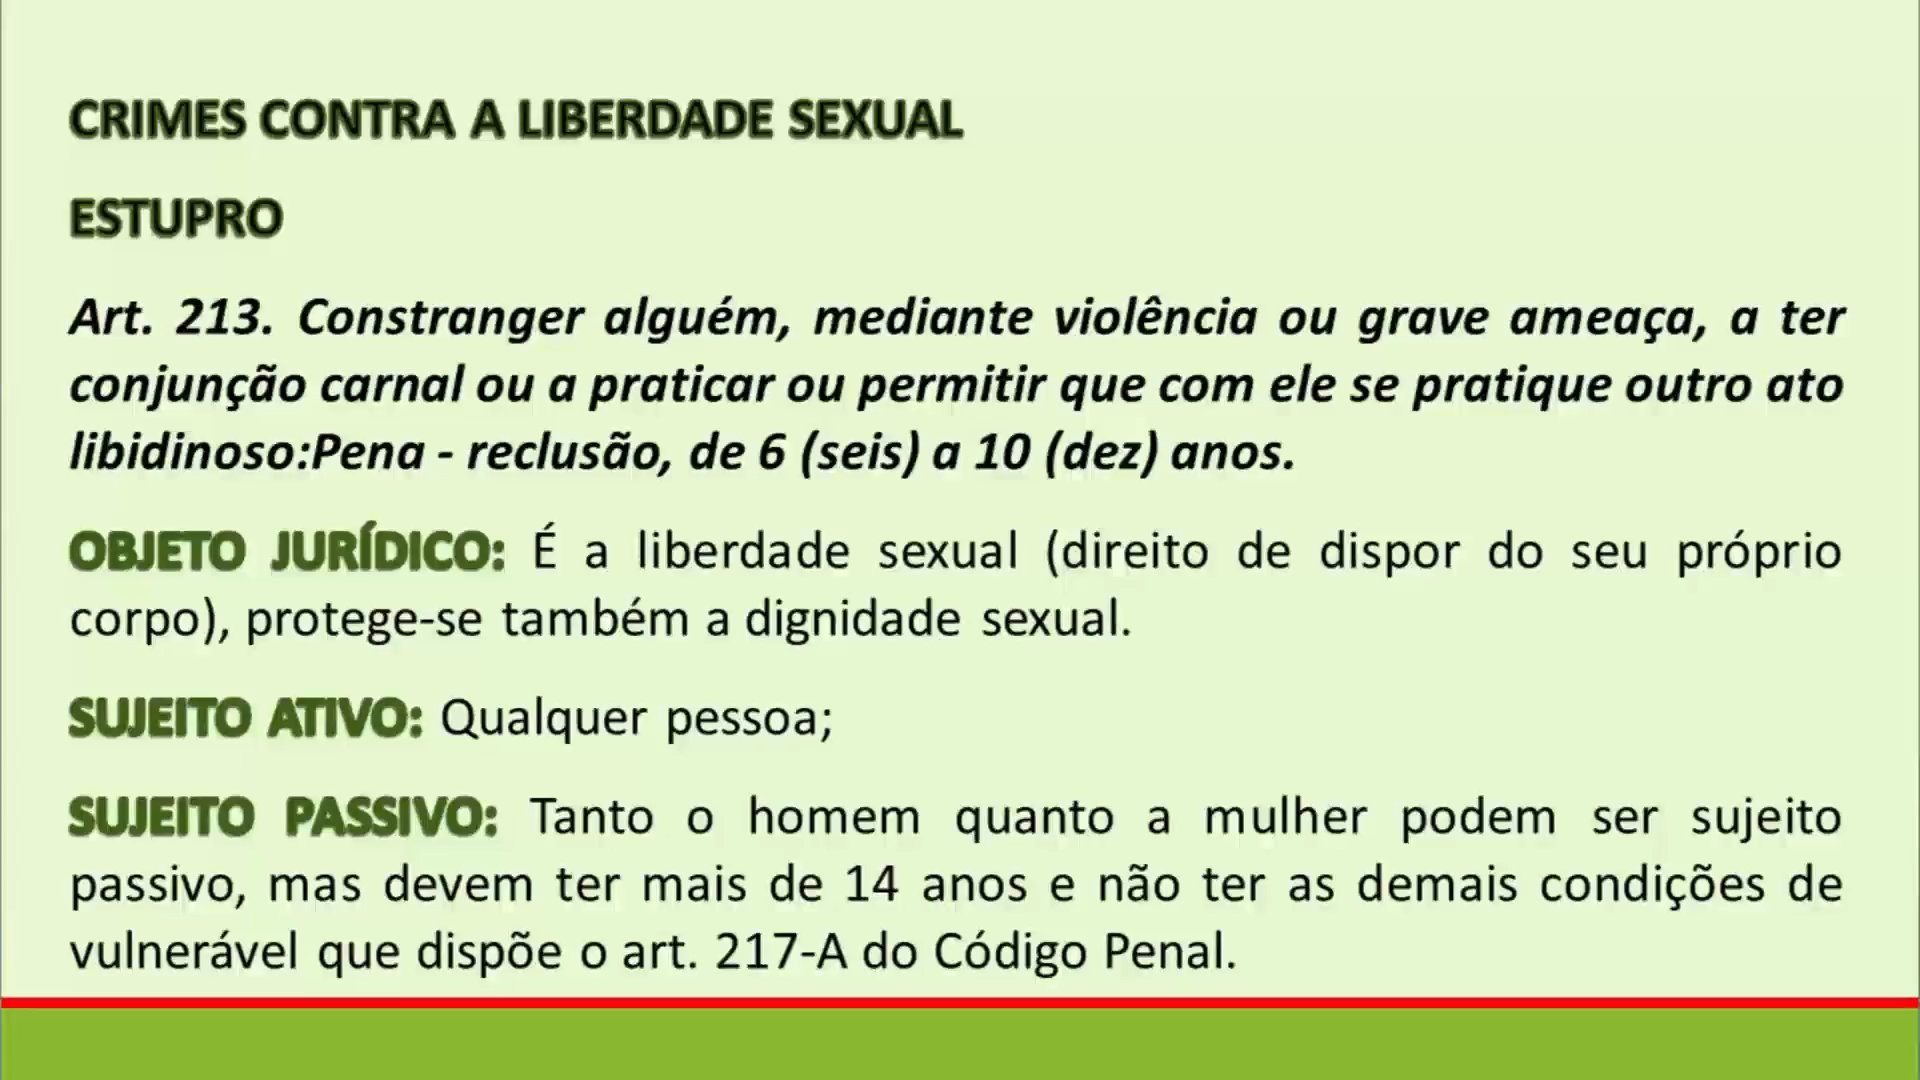 CRIMES CONTRA A LIBERDADE SEXUAL
ESTUPRO
Art. 213. Constranger alguém, mediante violência ou grave ameaça, a ter
conjunção carnal ou a praticar ou permitir que com ele se pratique outro ato
libidinoso:Pena - reclusão, de 6 (seis) a 10 (dez) anos.
OBJETO JURÍDICO: É a liberdade sexual (direito de dispor do seu próprio
corpo), protege-se também a dignidade sexual.
SUJEITO ATIVO: Qualquer pessoa;
SUJEITO PASSIVO: Tanto o homem quanto a mulher podem ser sujeito
passivo, mas devem ter mais de 14 anos e não ter as demais condições de
vulnerável que dispõe o art. 217-A do Código Penal.